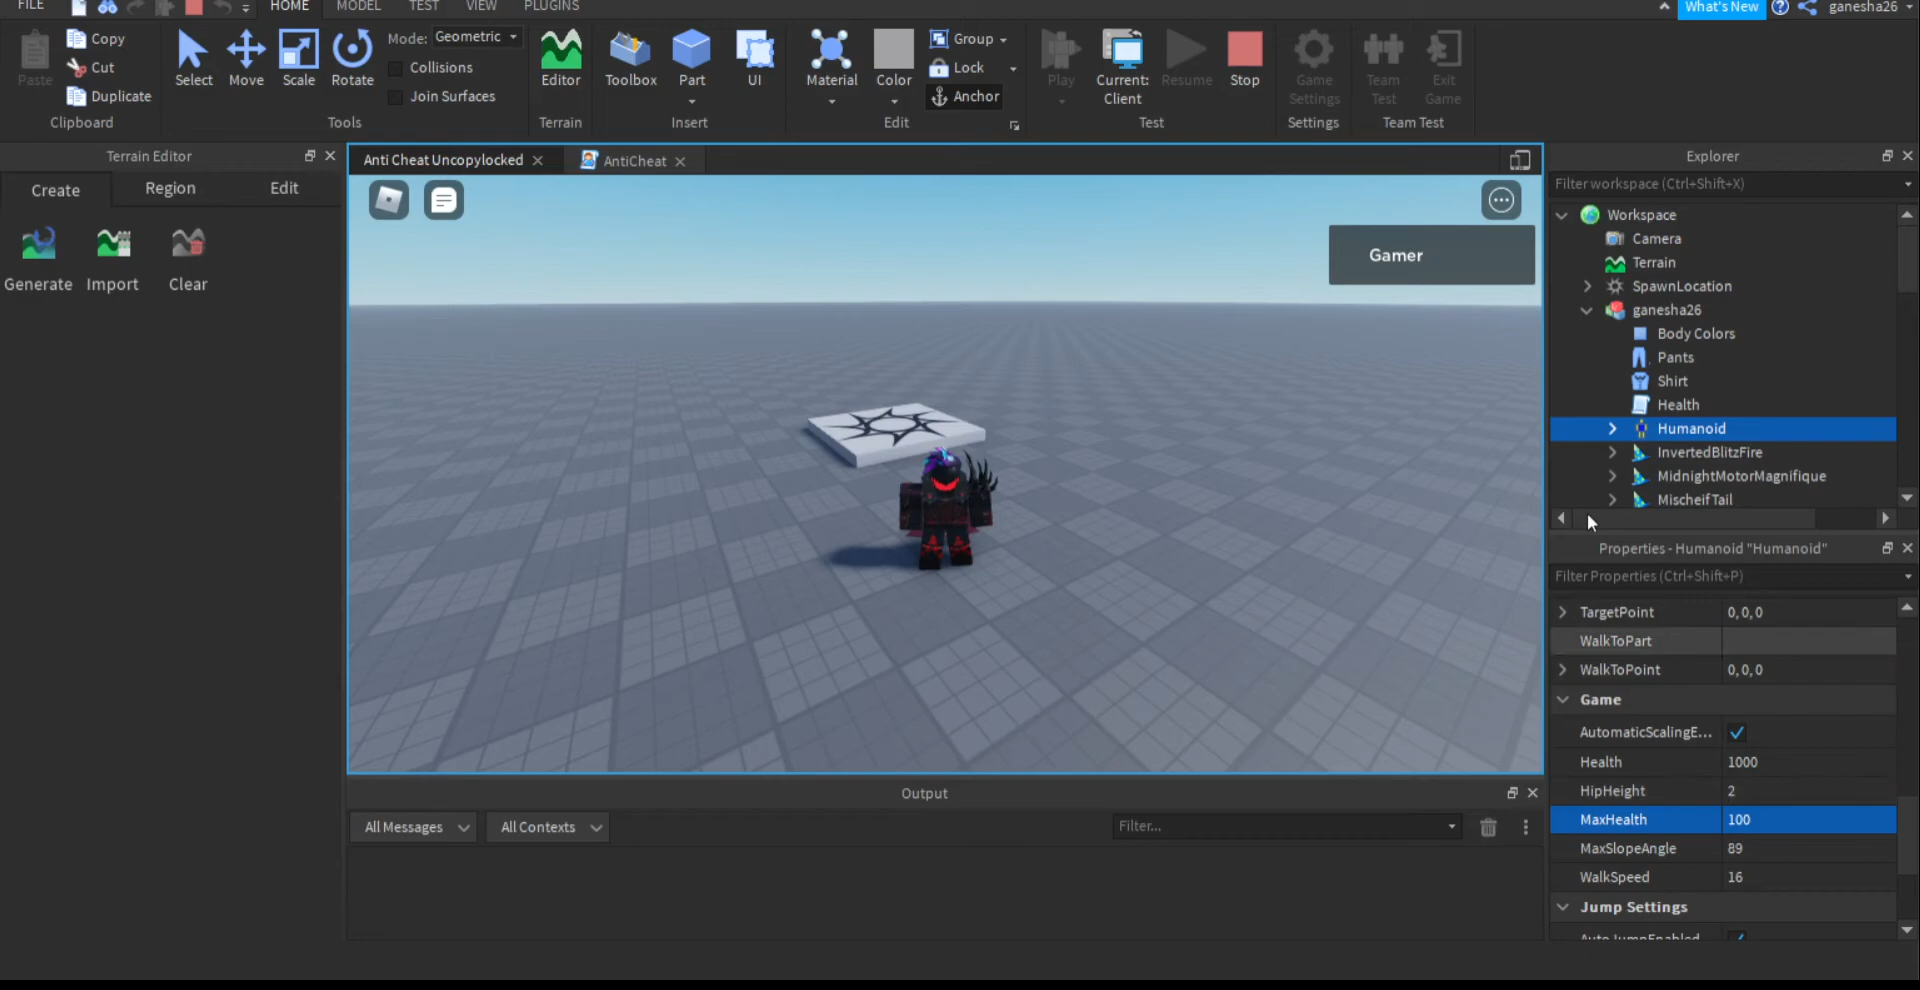 FILE HOME MODEL TEST VIEW PLUGINS What's New ganesha26
Paste Copy Cut Duplicate
Clipboard
Select Move Scale Rotate
Mode: Geometric
Collisions
Join Surfaces
Tools
Editor
Terrain
Toolbox Part UI
Insert
Material Color
Group
Lock
Anchor
Edit
Play Current: Client Resume Stop
Test
Game Settings
Settings
Team Test Exit Game
Team Test
Terrain Editor
Create Region Edit
Generate Import Clear
Anti Cheat Uncopylocked AntiCheat
Gamer
Output
All Messages All Contexts Filter...
Explorer
Filter workspace (Ctrl+Shift+X)
Workspace
Camera
Terrain
SpawnLocation
ganesha26
Body Colors
Pants
Shirt
Health
Humanoid
InvertedBlitzFire
MidnightMotorMagnifique
MischeifTail
Properties - Humanoid "Humanoid"
Filter Properties (Ctrl+Shift+P)
TargetPoint 0, 0, 0
WalkToPart
WalkToPoint 0, 0, 0
Game
AutomaticScalingE...
Health 1000
HipHeight 2
MaxHealth 100
MaxSlopeAngle 89
WalkSpeed 16
Jump Settings
AutoJumpEnabled